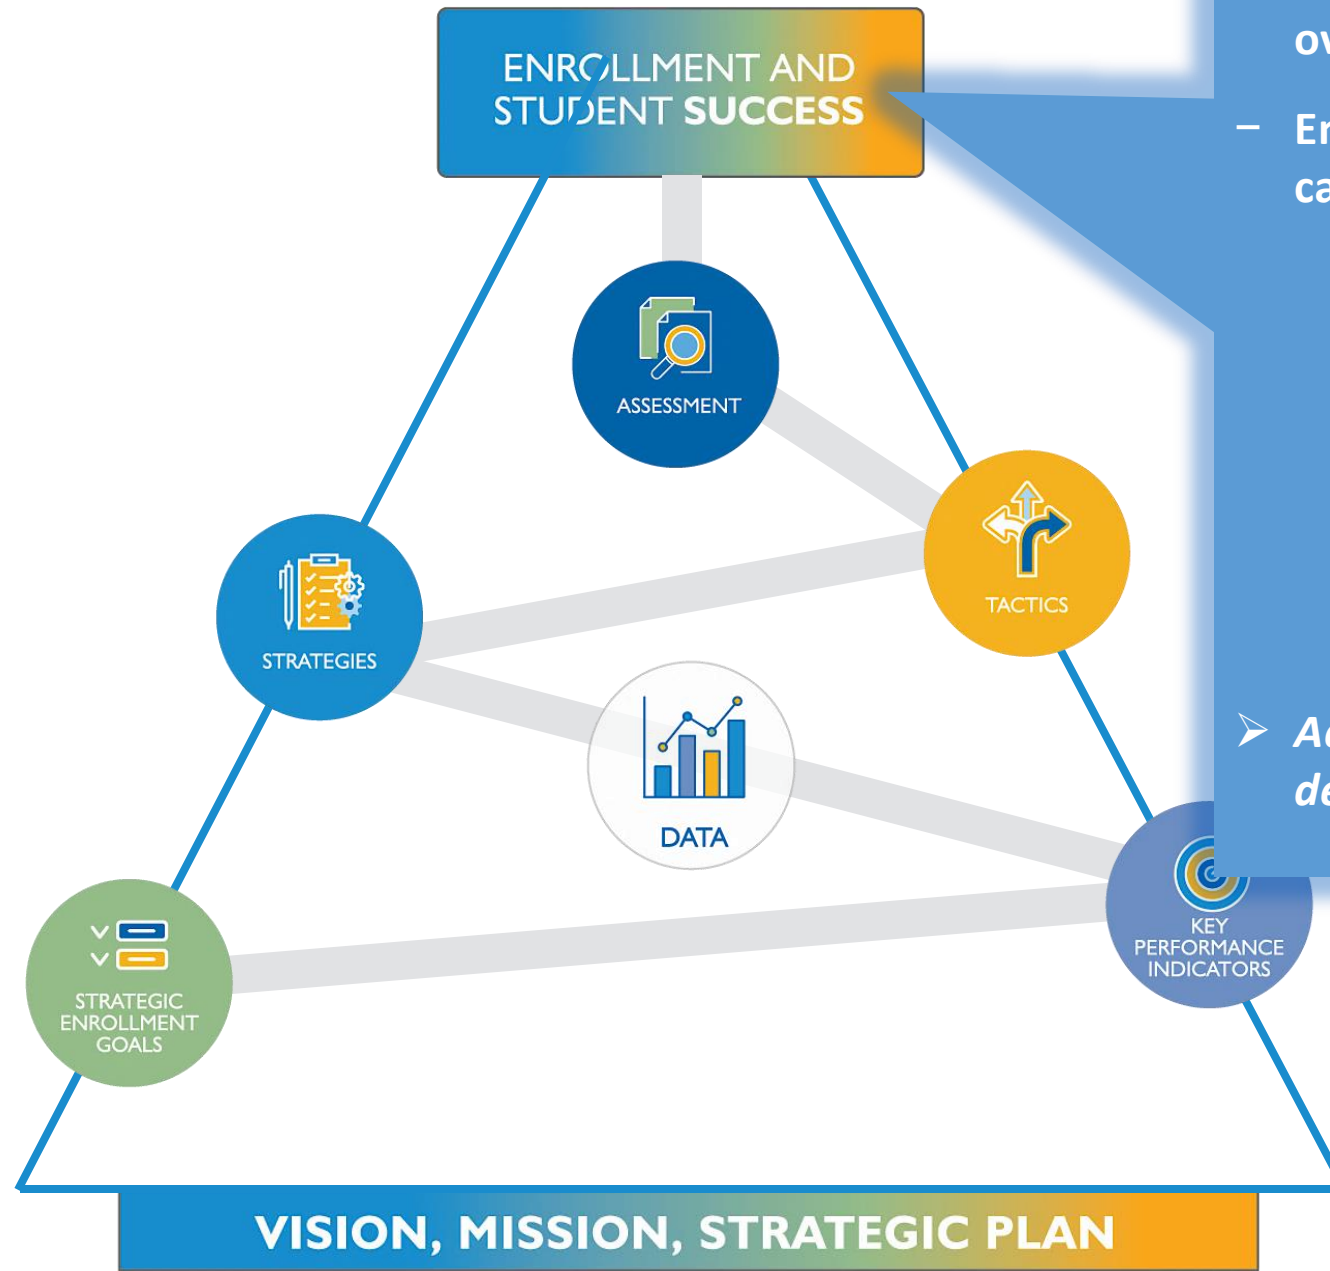 ENROLLMENT AND
STUDENT SUCCESS
ASSESSMENT
TACTICS
STRATEGIES
DATA
KEY
PERFORMANCE
INDICATORS
STRATEGIC
ENROLLMENT
GOALS
VISION, MISSION, STRATEGIC PLAN